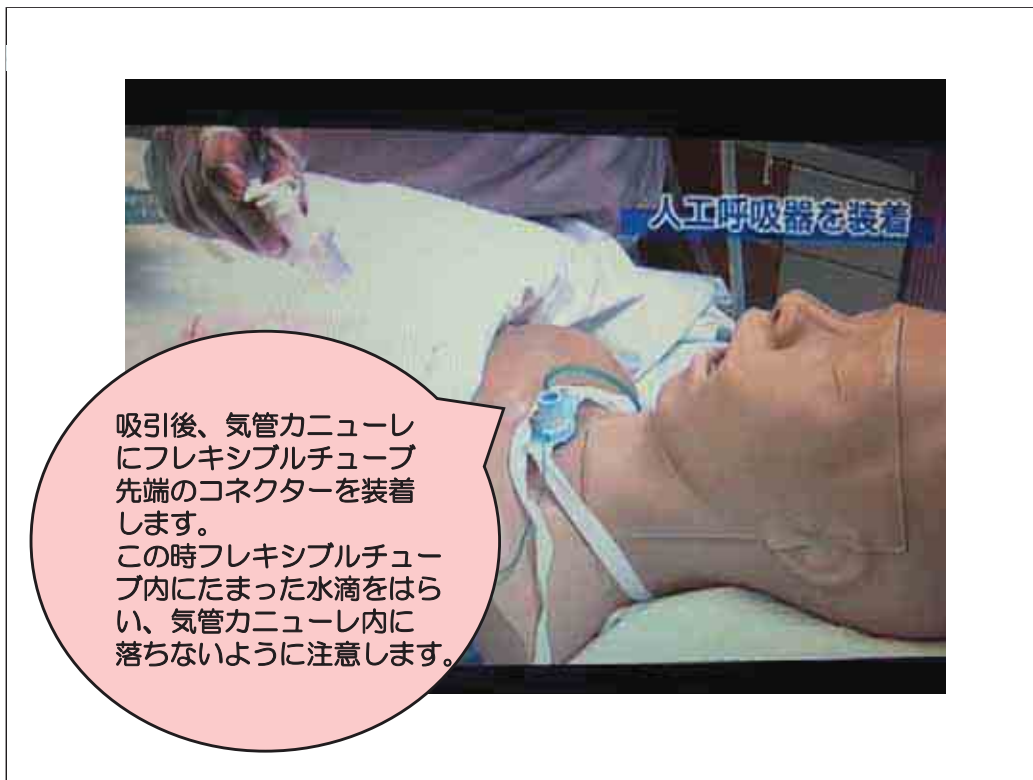 人工呼吸器を装着
吸引後、気管カニューレ
にフレキシブルチューブ
先端のコネクターを装着
します。
この時フレキシブルチュー
ブ内にたまった水滴をはら
い、気管カニューレ内に
落ちないように注意します。